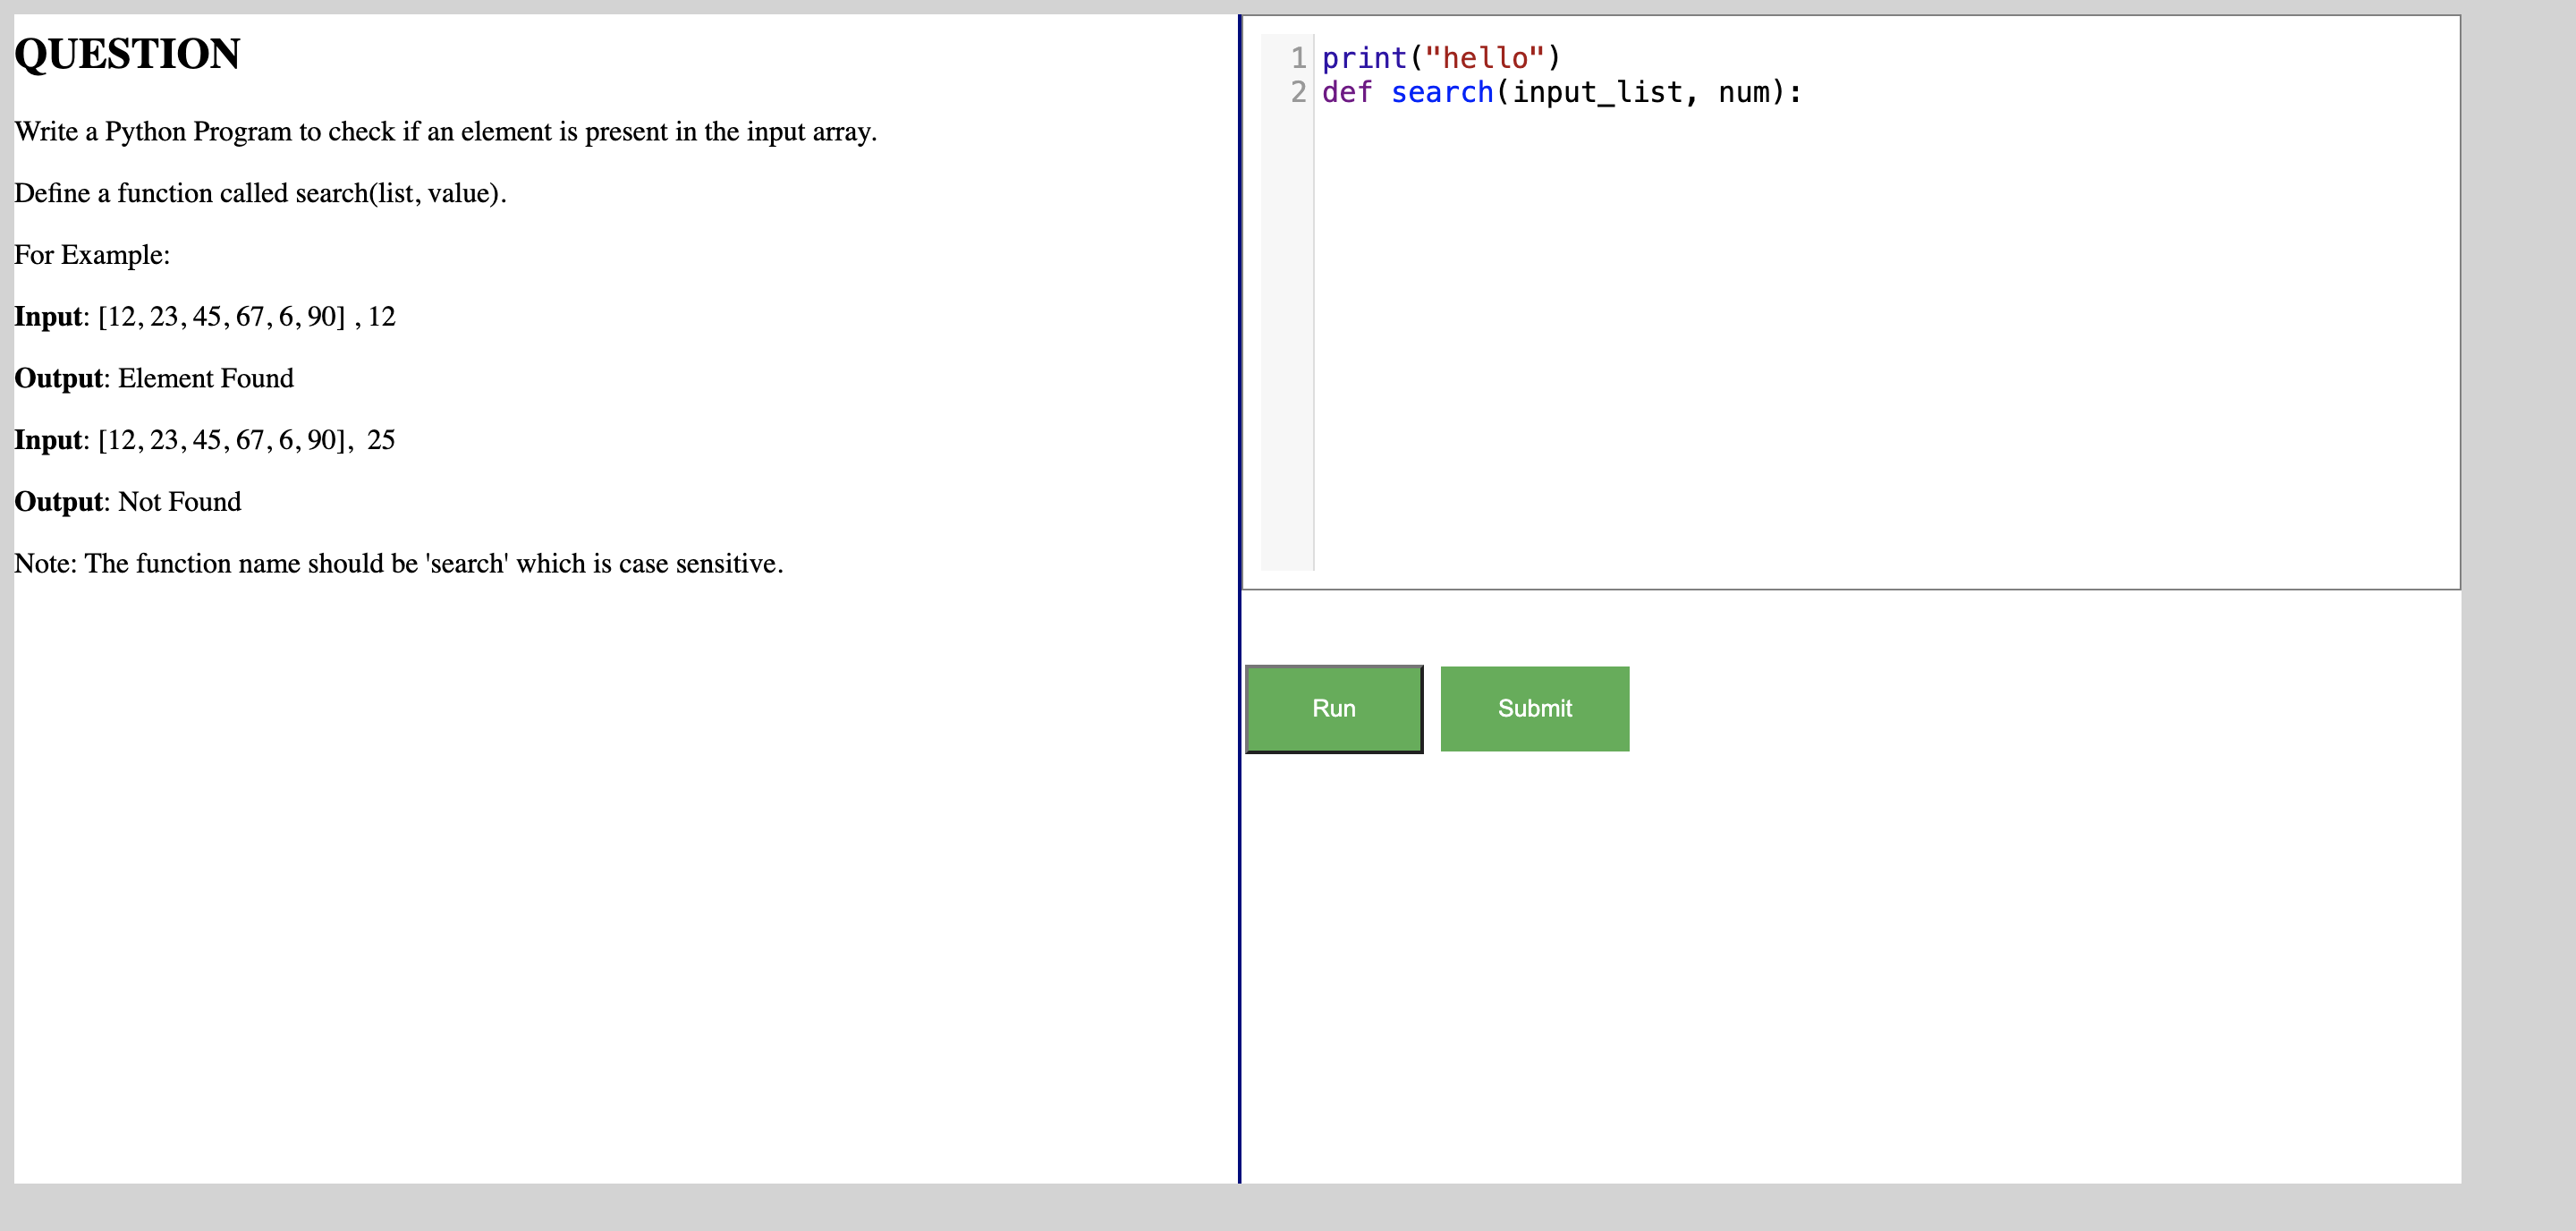 QUESTION
Write a Python Program to check if an element is present in the input array.
Define a function called search(list, value).
For Example:
Input: [12, 23, 45, 67, 6, 90] , 12
Output: Element Found
Input: [12, 23, 45, 67, 6, 90],  25
Output: Not Found
Note: The function name should be 'search' which is case sensitive.
1 print("hello")
2 def search(input_list, num):
Run Submit